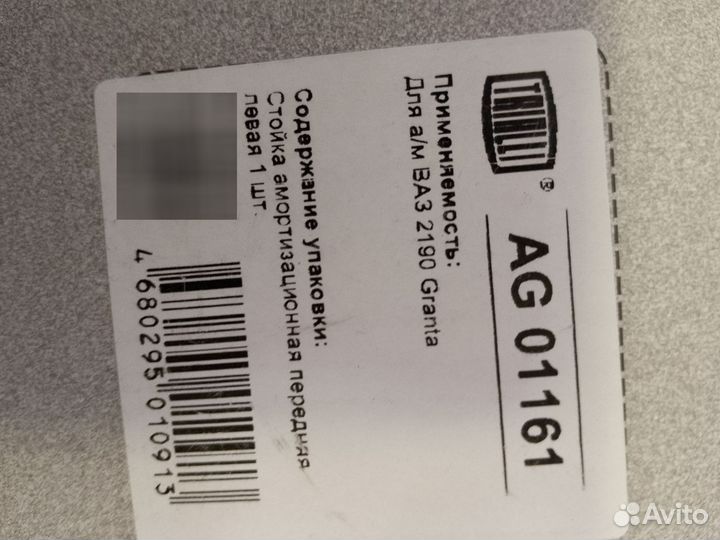 TRIALLI®
AG 01161
Применяемость:
Для а/м ВАЗ 2190 Granta
Содержание упаковки:
Стойка амортизационная передняя
левая 1 шт.
4 680295 010913
Avito